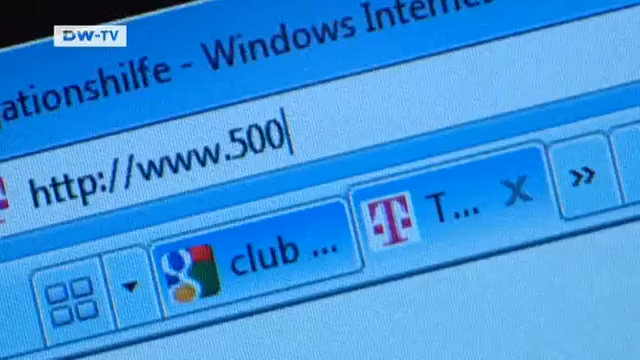 DW-TV
ationshilfe - Windows Interne
http://www.500
club ... T T... X »